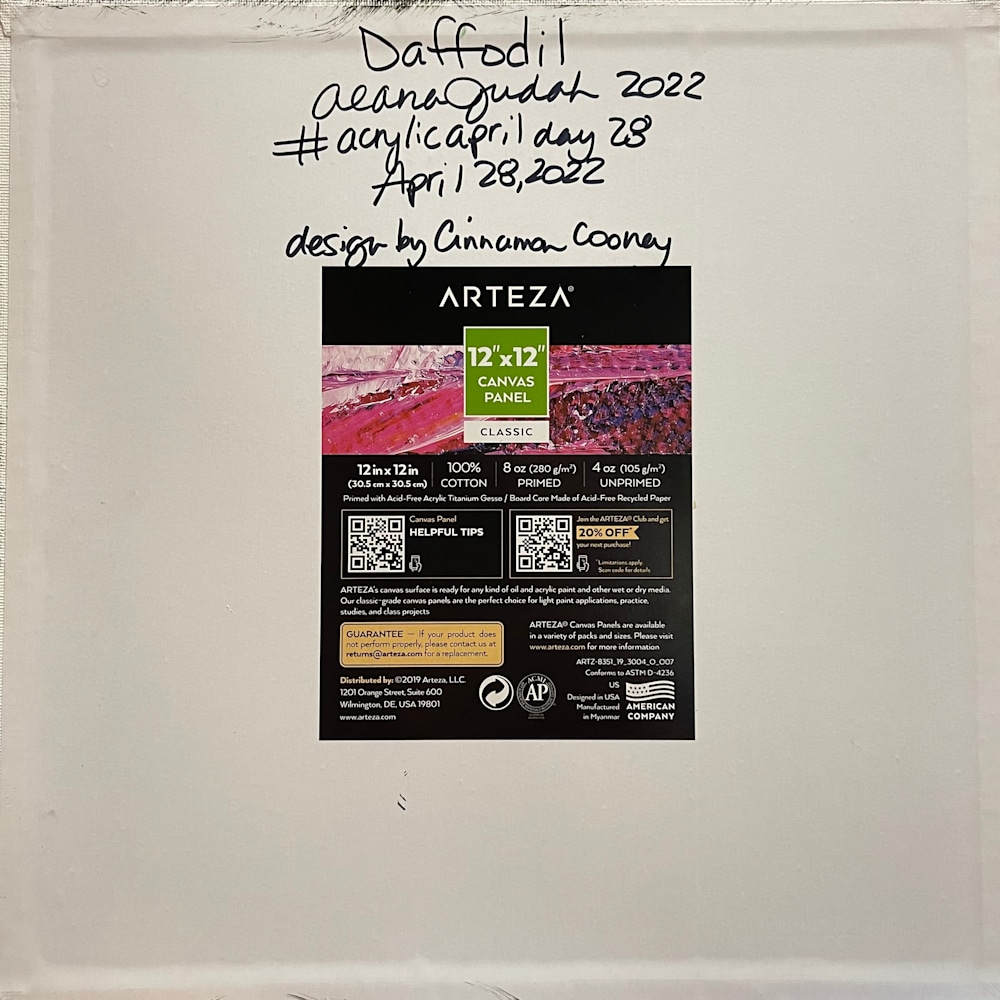 Daffodil
aeanaJudah 2022
#acrylicapril day 28
April 28, 2022
design by Cinnamon Cooney
ARTEZA®
12"x12"
CANVAS
PANEL
CLASSIC
12 in x 12 in
(30.5 cm x 30.5 cm)
100%
COTTON
8 oz (280 g/m²)
PRIMED
4 oz (105 g/m²)
UNPRIMED
Primed with Acid-Free Acrylic Titanium Gesso / Board Core Made of Acid-Free Recycled Paper
Canvas Panel
HELPFUL TIPS
Join the ARTEZA® Club and get
20% OFF*
your next purchase!
*Limitations apply.
Scan code for details
ARTEZA's canvas surface is ready for any kind of oil and acrylic paint and other wet or dry media.
Our classic-grade canvas panels are the perfect choice for light paint applications, practice,
studies, and class projects
GUARANTEE — If your product does
not perform properly, please contact us at
returns@arteza.com for a replacement.
ARTEZA® Canvas Panels are available
in a variety of packs and sizes. Please visit
www.arteza.com for more information
ARTZ-8351_19_3004_O_007
Conforms to ASTM D-4236
Distributed by: ©2019 Arteza, LLC.
1201 Orange Street, Suite 600
Wilmington, DE, USA 19801
www.arteza.com
ACMI
AP
US
Designed in USA
Manufactured
in Myanmar
AMERICAN
COMPANY